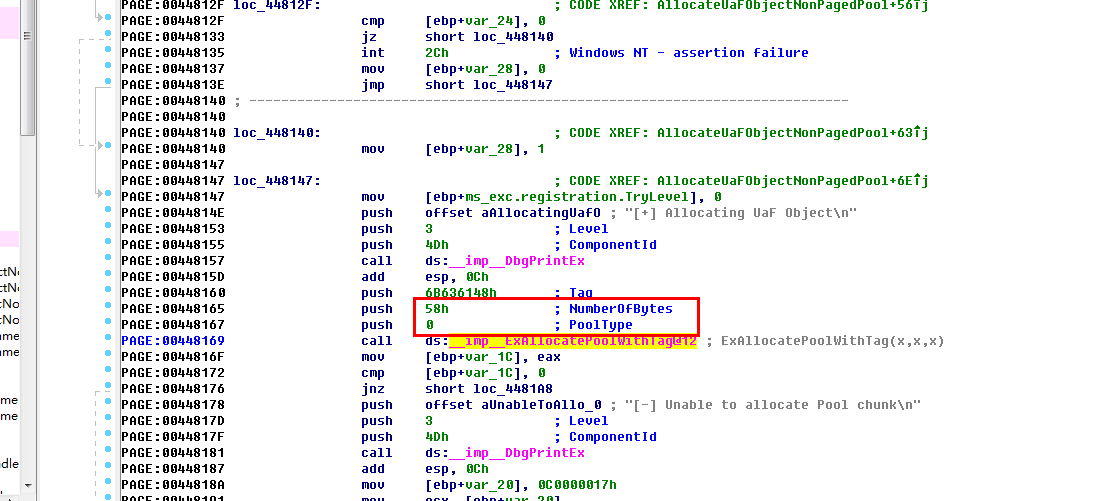 PAGE:0044812F loc_44812F: ; CODE XREF: AllocateUaFObjectNonPagedPool+56↑j
PAGE:0044812F cmp [ebp+var_24], 0
PAGE:00448133 jz short loc_448140
PAGE:00448135 int 2Ch ; Windows NT - assertion failure
PAGE:00448137 mov [ebp+var_28], 0
PAGE:0044813E jmp short loc_448147
PAGE:00448140 ; ---------------------------------------------------------------------------
PAGE:00448140
PAGE:00448140 loc_448140: ; CODE XREF: AllocateUaFObjectNonPagedPool+63↑j
PAGE:00448140 mov [ebp+var_28], 1
PAGE:00448147
PAGE:00448147 loc_448147: ; CODE XREF: AllocateUaFObjectNonPagedPool+6E↑j
PAGE:00448147 mov [ebp+ms_exc.registration.TryLevel], 0
PAGE:0044814E push offset aAllocatingUafO ; "[+] Allocating UaF Object\n"
PAGE:00448153 push 3 ; Level
PAGE:00448155 push 4Dh ; ComponentId
PAGE:00448157 call ds:__imp__DbgPrintEx
PAGE:0044815D add esp, 0Ch
PAGE:00448160 push 6B636148h ; Tag
PAGE:00448165 push 58h ; NumberOfBytes
PAGE:00448167 push 0 ; PoolType
PAGE:00448169 call ds:__imp__ExAllocatePoolWithTag@12 ; ExAllocatePoolWithTag(x,x,x)
PAGE:0044816F mov [ebp+var_1C], eax
PAGE:00448172 cmp [ebp+var_1C], 0
PAGE:00448176 jnz short loc_4481A8
PAGE:00448178 push offset aUnableToAllo_0 ; "[-] Unable to allocate Pool chunk\n"
PAGE:0044817D push 3 ; Level
PAGE:0044817F push 4Dh ; ComponentId
PAGE:00448181 call ds:__imp__DbgPrintEx
PAGE:00448187 add esp, 0Ch
PAGE:0044818A mov [ebp+var_20], 0C0000017h